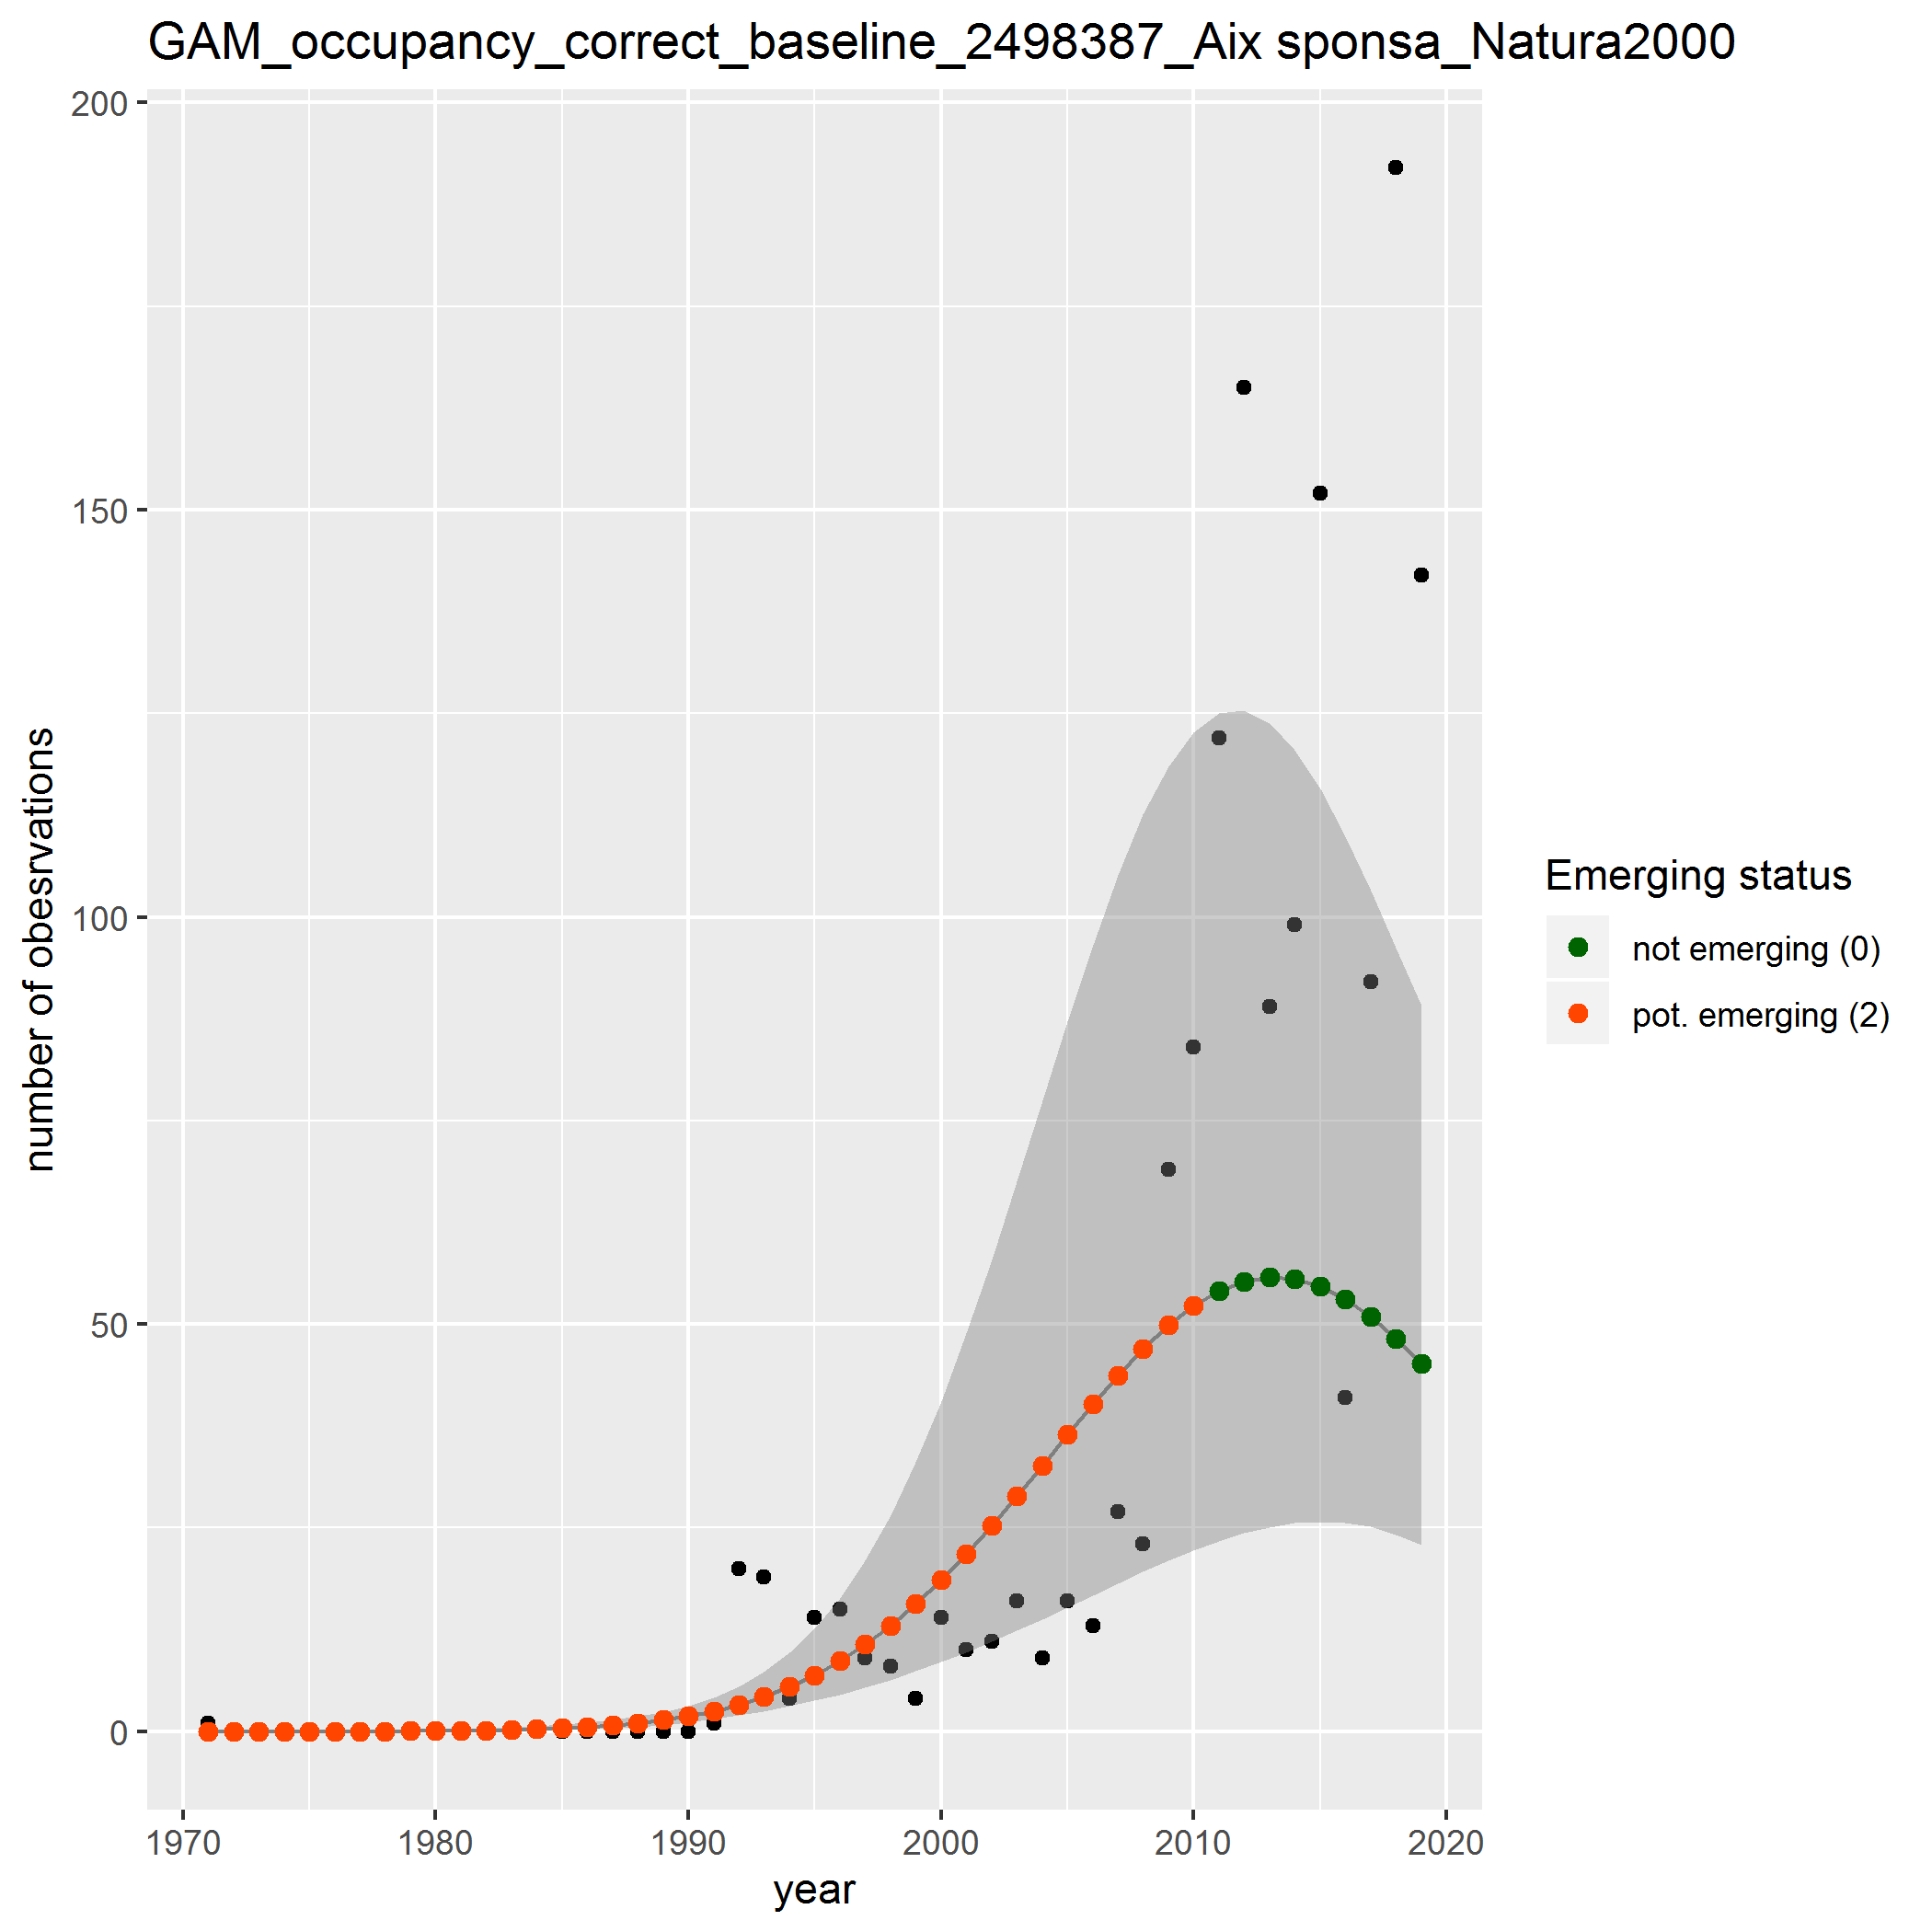 GAM_occupancy_correct_baseline_2498387_Aix sponsa_Natura2000
200
150
100
50
0
number of obesrvations
1970
1980
1990
2000
2010
2020
year
Emerging status
not emerging (0)
pot. emerging (2)